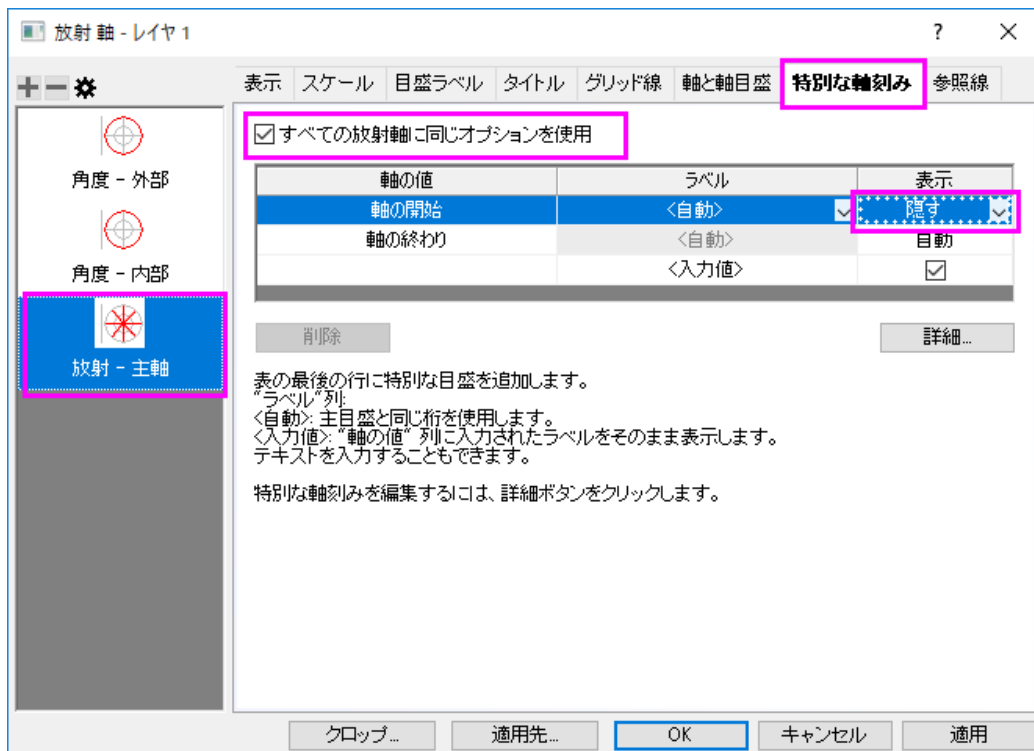 放射 軸 - レイヤ 1
表示 スケール 目盛ラベル タイトル グリッド線 軸と軸目盛 特別な軸刻み 参照線
角度 - 外部
角度 - 内部
放射 - 主軸
すべての放射軸に同じオプションを使用
軸の値 ラベル 表示
軸の開始 <自動> 隠す
軸の終わり <自動> 自動
<入力値>
削除 詳細...
表の最後の行に特別な目盛を追加します。
"ラベル"列:
<自動>: 主目盛と同じ桁を使用します。
<入力値>: "軸の値" 列に入力されたラベルをそのまま表示します。
テキストを入力することもできます。
特別な軸刻みを編集するには、詳細ボタンをクリックします。
クロップ... 適用先... OK キャンセル 適用